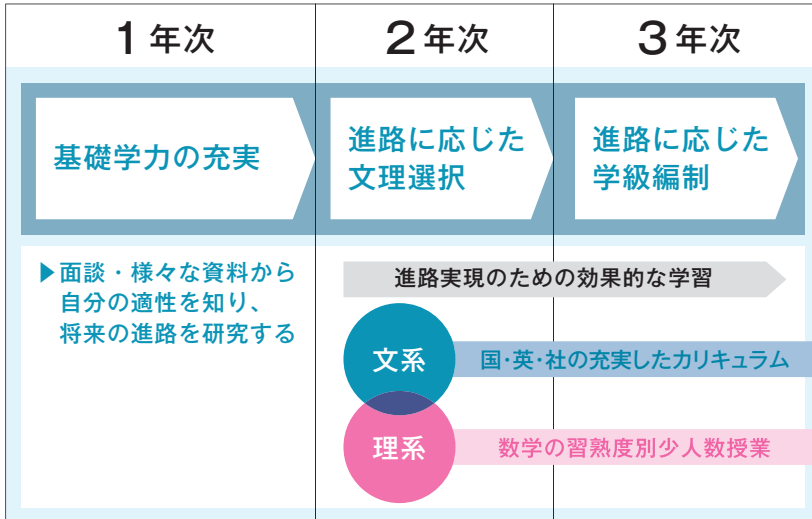 1年次
2年次
3年次
基礎学力の充実
進路に応じた
文理選択
進路に応じた
学級編制
▶面談・様々な資料から
自分の適性を知り、
将来の進路を研究する
進路実現のための効果的な学習
文系
国・英・社の充実したカリキュラム
理系
数学の習熟度別少人数授業